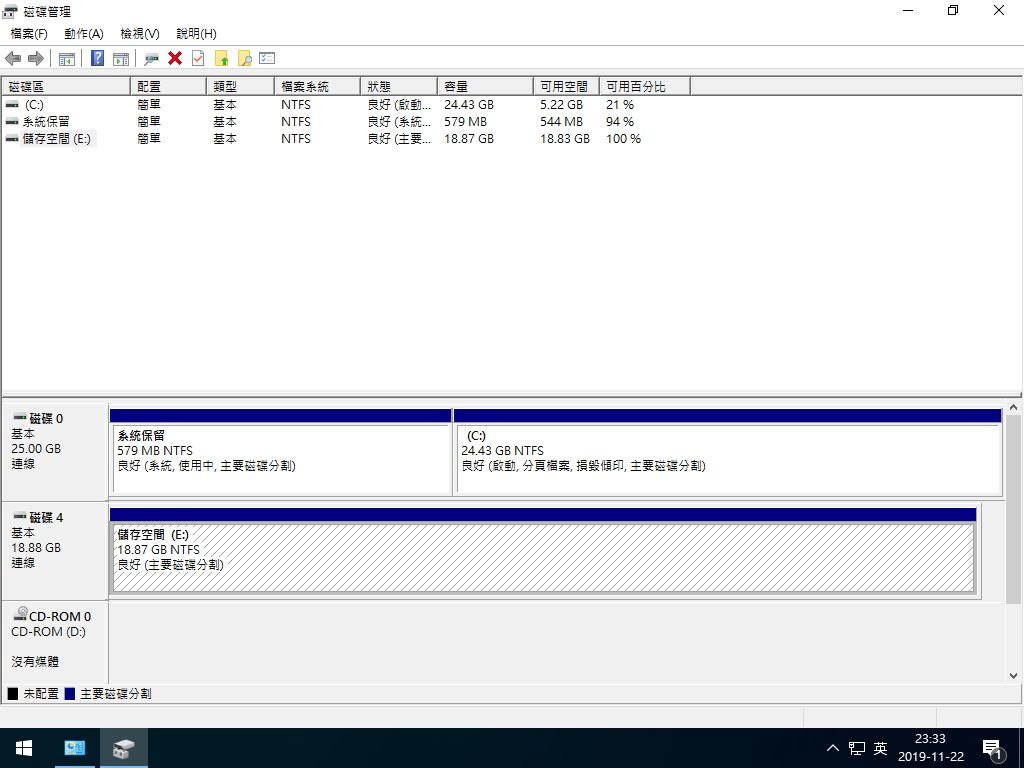 磁碟管理
檔案(F) 動作(A) 檢視(V) 說明(H)
磁碟區 配置 類型 檔案系統 狀態 容量 可用空間 可用百分比
(C:) 簡單 基本 NTFS 良好 (啟動... 24.43 GB 5.22 GB 21 %
系統保留 簡單 基本 NTFS 良好 (系統... 579 MB 544 MB 94 %
儲存空間 (E:) 簡單 基本 NTFS 良好 (主要... 18.87 GB 18.83 GB 100 %
磁碟 0
基本
25.00 GB
連線
系統保留
579 MB NTFS
良好 (系統, 使用中, 主要磁碟分割)
(C:)
24.43 GB NTFS
良好 (啟動, 分頁檔案, 損毀傾印, 主要磁碟分割)
磁碟 4
基本
18.88 GB
連線
儲存空間 (E:)
18.87 GB NTFS
良好 (主要磁碟分割)
CD-ROM 0
CD-ROM (D:)
沒有媒體
未配置 主要磁碟分割
英
23:33
2019-11-22
1